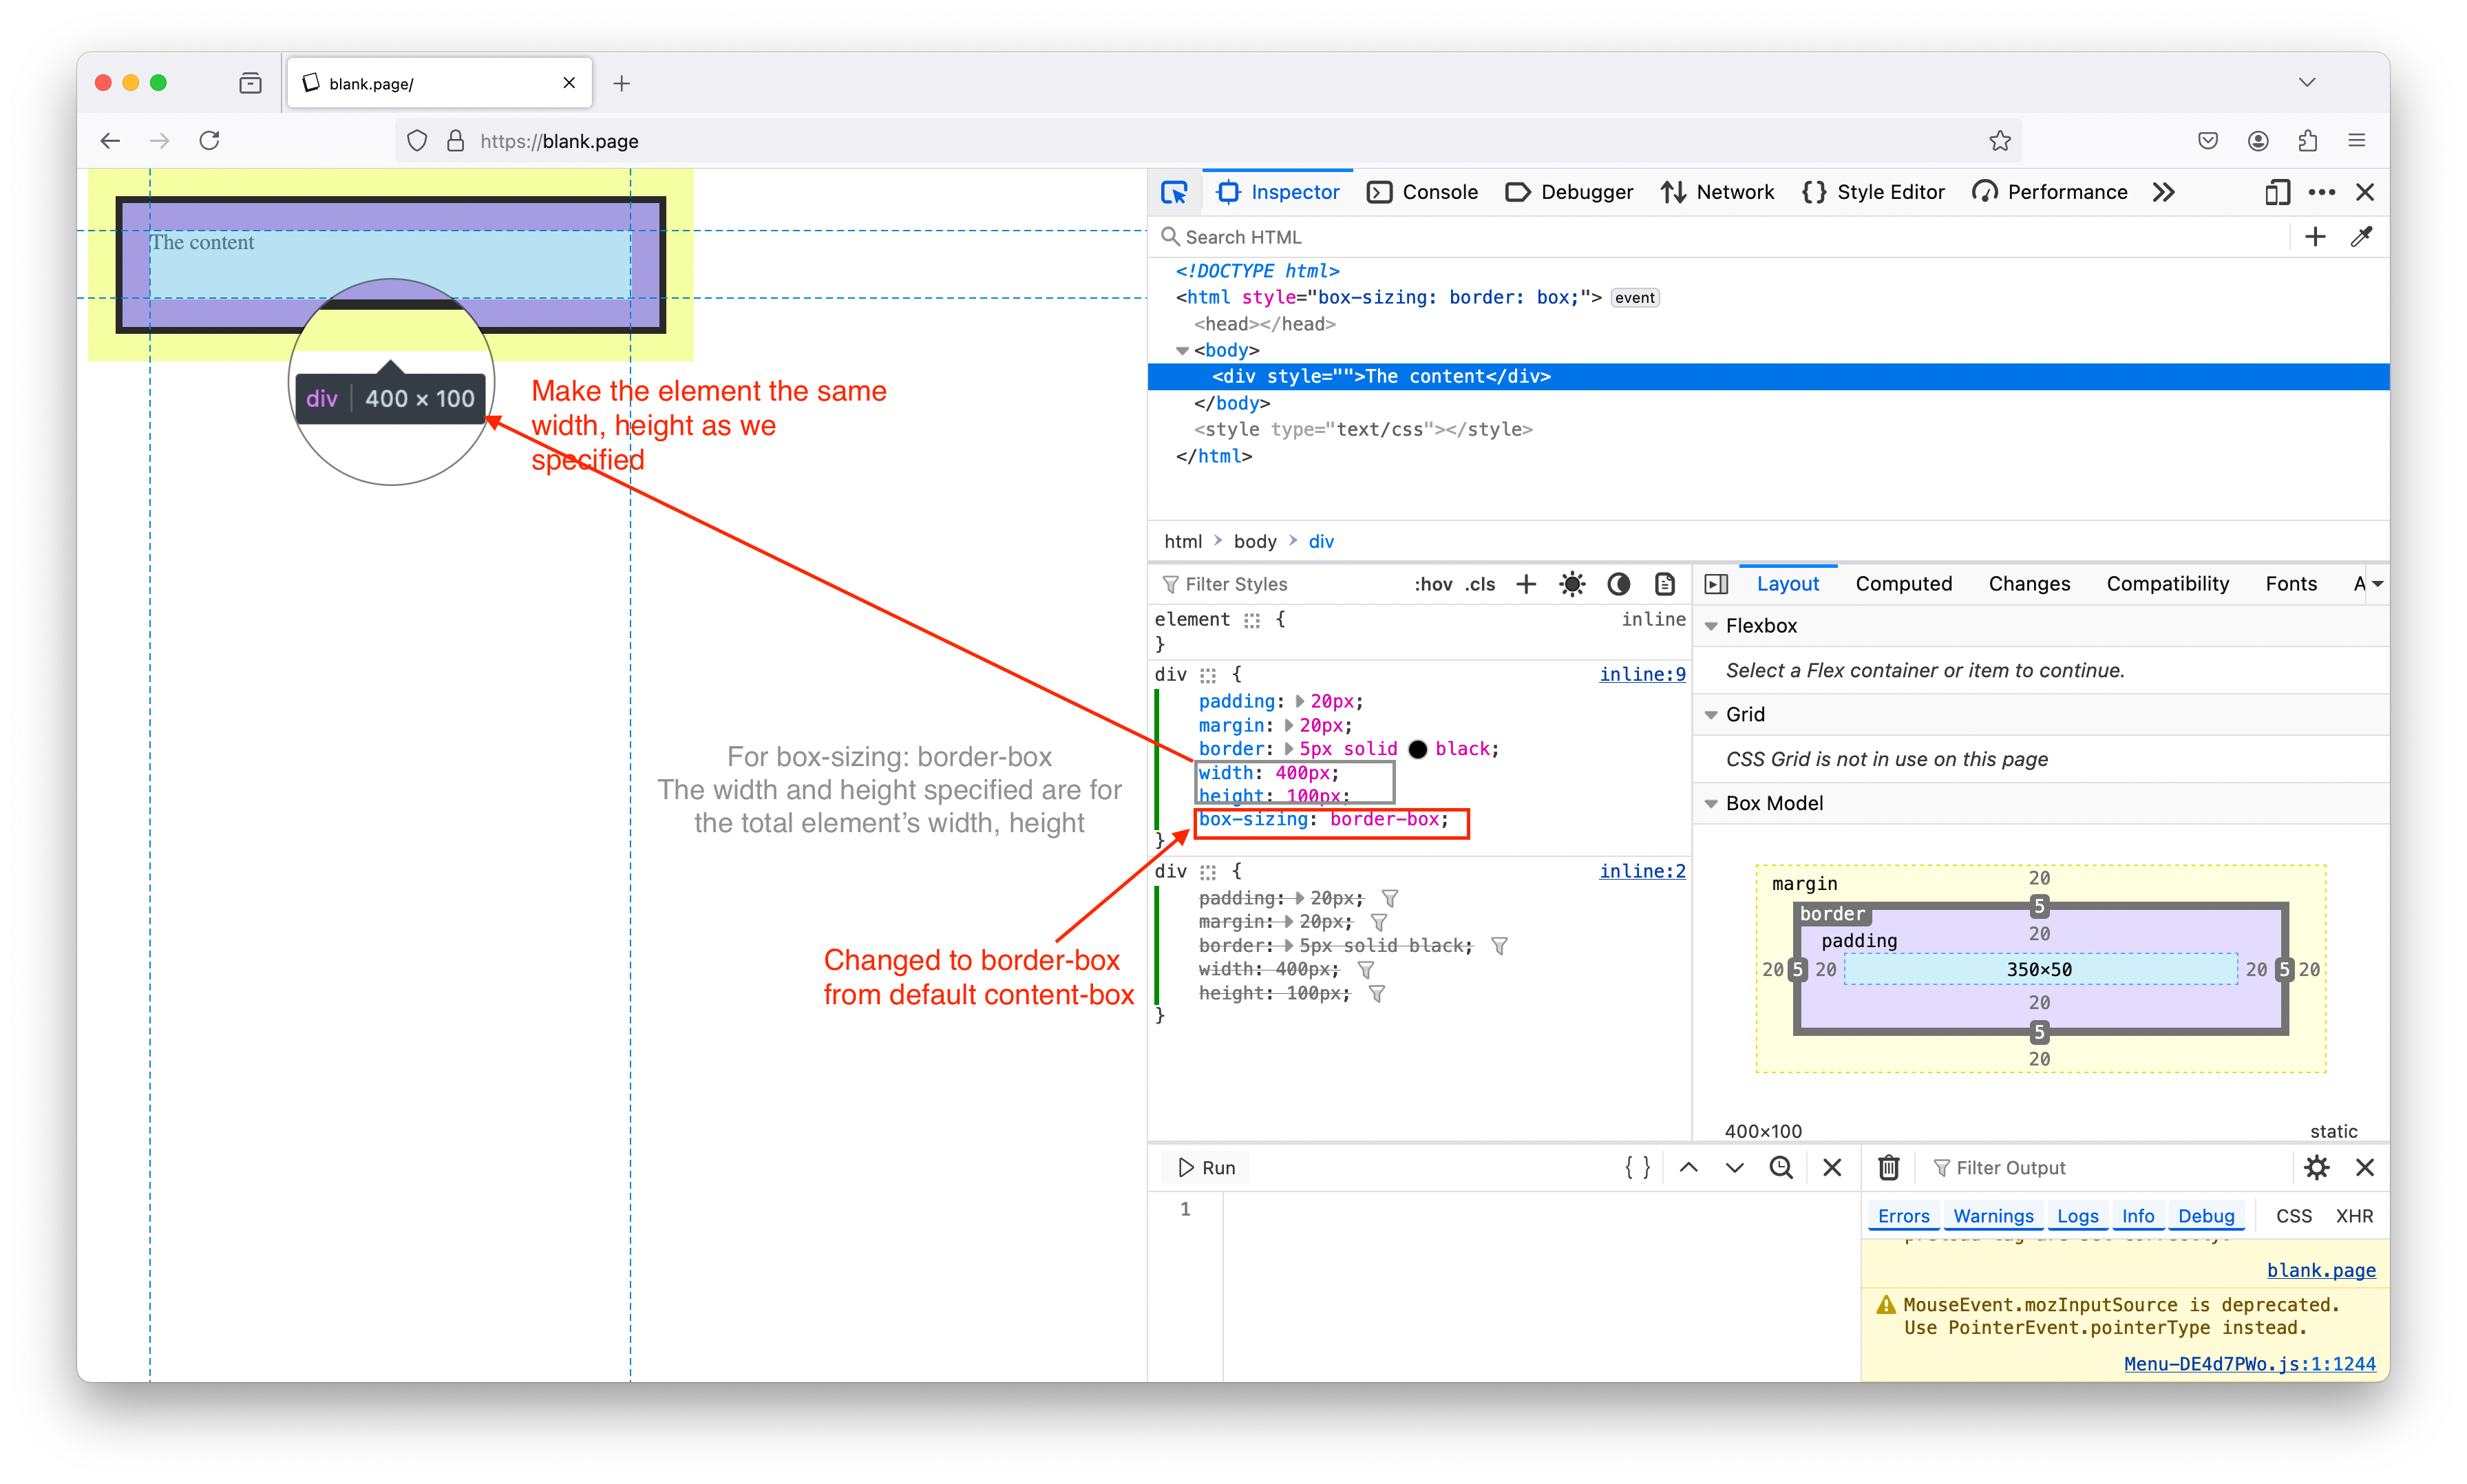 blank.page/
https://blank.page
Inspector
Console
Debugger
Network
Style Editor
Performance
Search HTML
<!DOCTYPE html>
<html style="box-sizing: border: box;"> event
<head></head>
<body>
<div style="">The content</div>
</body>
<style type="text/css"></style>
</html>
html > body > div
The content
div | 400 × 100
Make the element the same
width, height as we
specified
For box-sizing: border-box
The width and height specified are for
the total element's width, height
Changed to border-box
from default content-box
Filter Styles :hov .cls
element { inline
}
div { inline:9
padding: 20px;
margin: 20px;
border: 5px solid black;
width: 400px;
height: 100px;
box-sizing: border-box;
}
div { inline:2
padding: 20px;
margin: 20px;
border: 5px solid black;
width: 400px;
height: 100px;
}
Layout Computed Changes Compatibility Fonts A
Flexbox
Select a Flex container or item to continue.
Grid
CSS Grid is not in use on this page
Box Model
margin 20
border 5
padding 20
20 5 20 350×50 20 5 20
20
5
20
400×100 static
Run { }
1
Filter Output
Errors Warnings Logs Info Debug CSS XHR
blank.page
MouseEvent.mozInputSource is deprecated.
Use PointerEvent.pointerType instead.
Menu-DE4d7PWo.js:1:1244